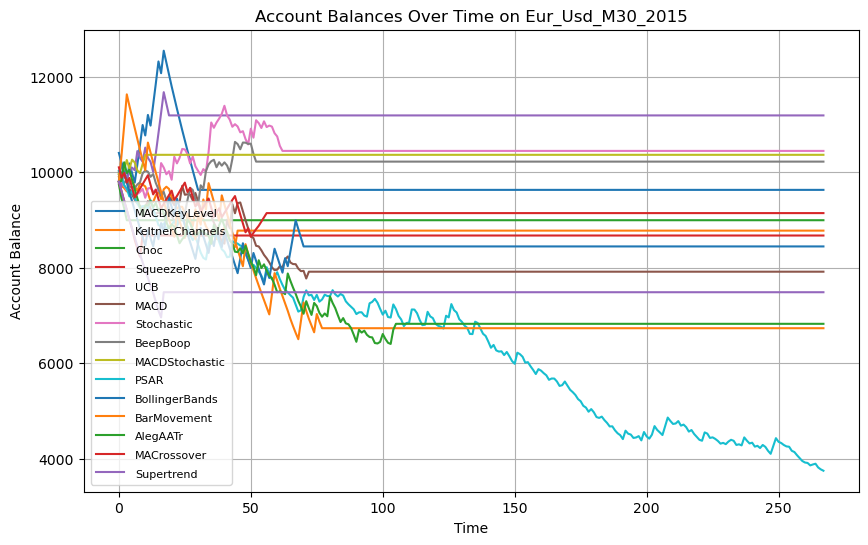 Account Balances Over Time on Eur_Usd_M30_2015
Account Balance
12000
10000
8000
6000
4000
MACDKeyLevel
KeltnerChannels
Choc
SqueezePro
UCB
MACD
Stochastic
BeepBoop
MACDStochastic
PSAR
BollingerBands
BarMovement
AlegAATr
MACrossover
Supertrend
0
50
100
150
200
250
Time